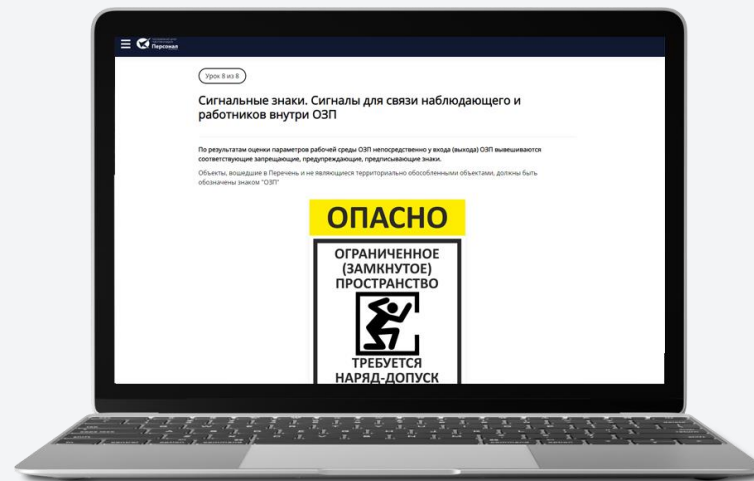 Персонал
Урок 8 из 8
Сигнальные знаки. Сигналы для связи наблюдающего и
работников внутри ОЗП
По результатам оценки параметров рабочей среды ОЗП непосредственно у входа (выхода) ОЗП вывешиваются
соответствующие запрещающие, предупреждающие, предписывающие знаки.
Объекты, вошедшие в Перечень и не являющиеся территориально обособленными объектами, должны быть
обозначены знаком "ОЗП"
ОПАСНО
ОГРАНИЧЕННОЕ
(ЗАМКНУТОЕ)
ПРОСТРАНСТВО
ТРЕБУЕТСЯ
НАРЯД-ДОПУСК